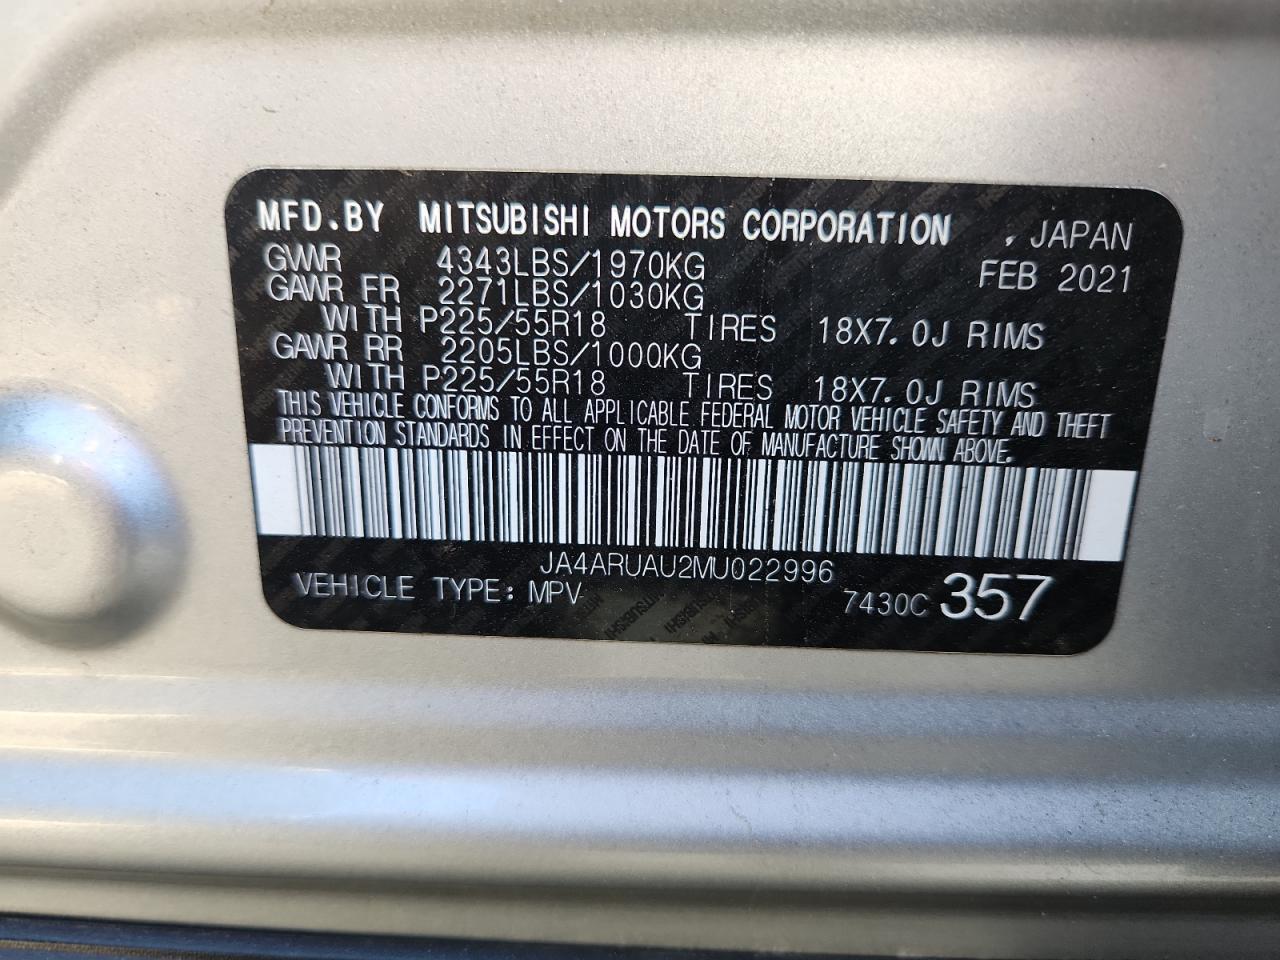 MFD.BY MITSUBISHI MOTORS CORPORATION , JAPAN
GVWR 4343LBS/1970KG FEB 2021
GAWR FR 2271LBS/1030KG
WITH P225/55R18 TIRES 18X7.0J RIMS
GAWR RR 2205LBS/1000KG
WITH P225/55R18 TIRES 18X7.0J RIMS
THIS VEHICLE CONFORMS TO ALL APPLICABLE FEDERAL MOTOR VEHICLE SAFETY AND THEFT
PREVENTION STANDARDS IN EFFECT ON THE DATE OF MANUFACTURE SHOWN ABOVE.
JA4ARUAU2MU022996
VEHICLE TYPE: MPV 7430C 357